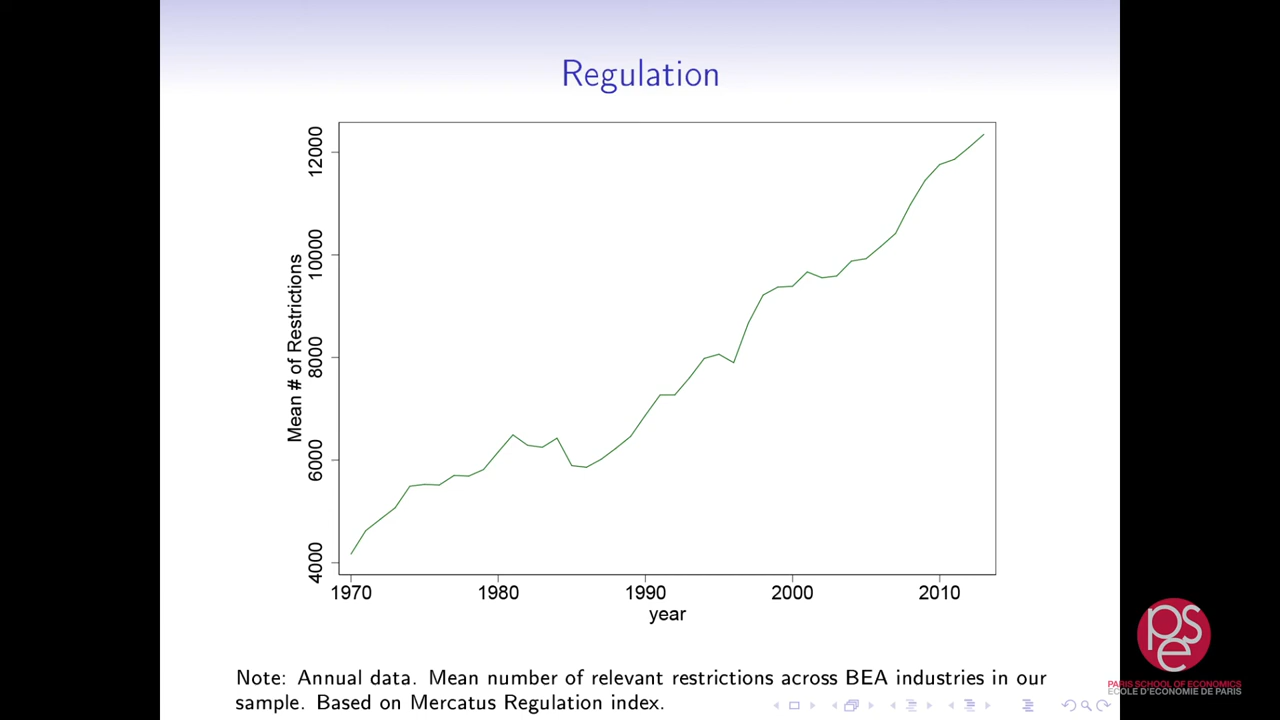 Regulation
12000
10000
8000
6000
4000
Mean # of Restrictions
1970 1980 1990 2000 2010
year
Note: Annual data. Mean number of relevant restrictions across BEA industries in our
sample. Based on Mercatus Regulation index.
pse
PARIS SCHOOL OF ECONOMICS
ECOLE D'ECONOMIE DE PARIS